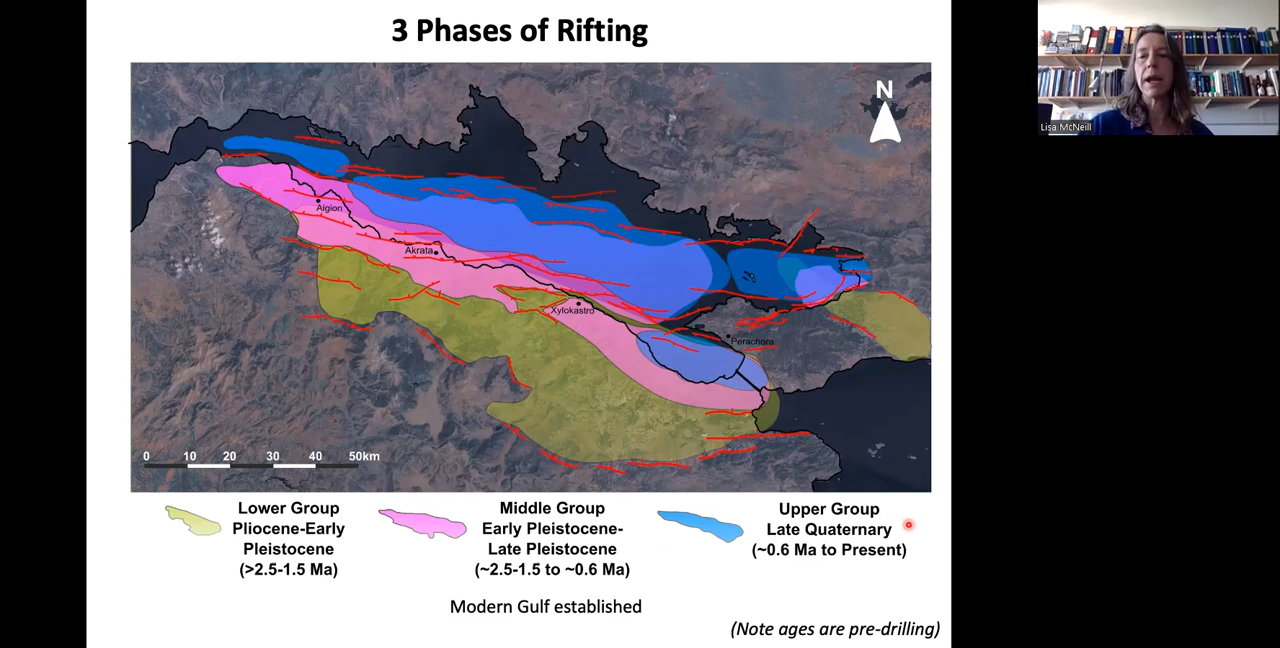 3 Phases of Rifting
N
Lisa McNeill
Aigion
Akrata
Xylokastro
Perachora
0 10 20 30 40 50km
Lower Group
Pliocene-Early
Pleistocene
(>2.5-1.5 Ma)
Middle Group
Early Pleistocene-
Late Pleistocene
(~2.5-1.5 to ~0.6 Ma)
Upper Group
Late Quaternary
(~0.6 Ma to Present)
Modern Gulf established
(Note ages are pre-drilling)